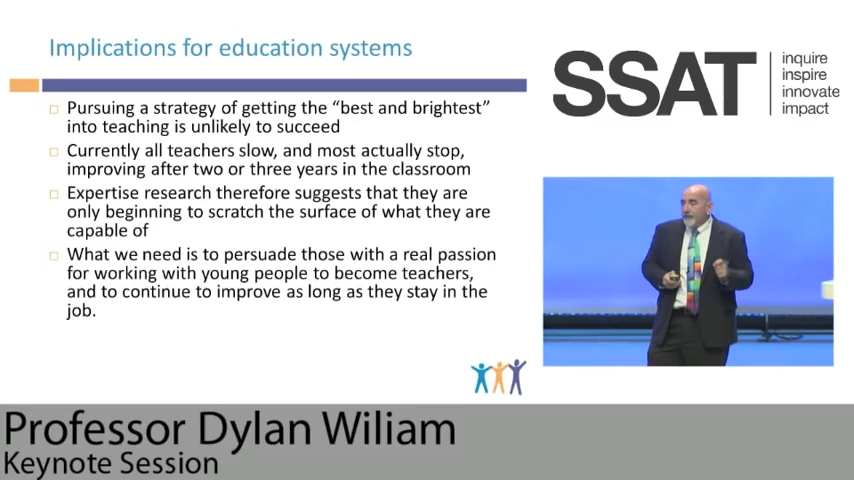 Implications for education systems
Pursuing a strategy of getting the “best and brightest”
into teaching is unlikely to succeed
Currently all teachers slow, and most actually stop,
improving after two or three years in the classroom
Expertise research therefore suggests that they are
only beginning to scratch the surface of what they are
capable of
What we need is to persuade those with a real passion
for working with young people to become teachers,
and to continue to improve as long as they stay in the
job.
SSAT
inquire
inspire
innovate
impact
Professor Dylan Wiliam
Keynote Session